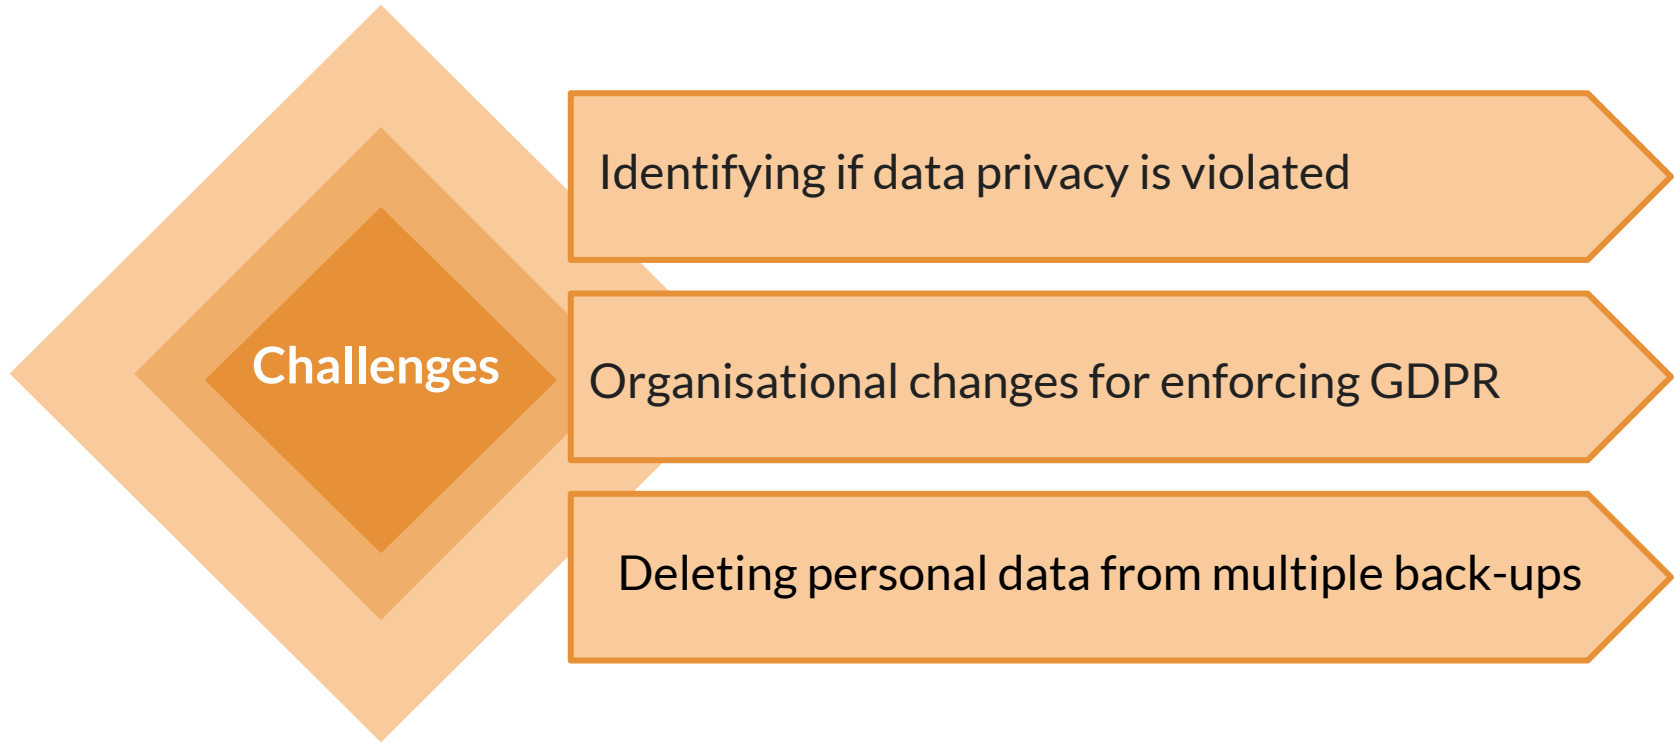 Identifying if data privacy is violated
Challenges
Organisational changes for enforcing GDPR
Deleting personal data from multiple back-ups